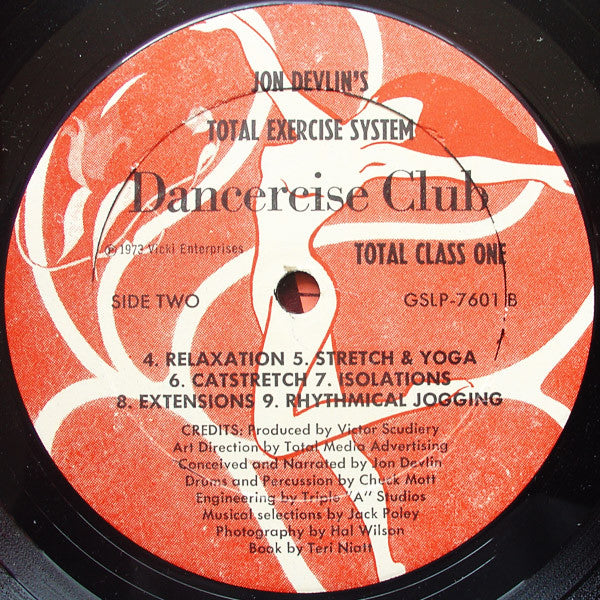 JON DEVLIN'S
TOTAL EXERCISE SYSTEM
Dancercise Club
℗ 1973 Vicki Enterprises
TOTAL CLASS ONE
SIDE TWO
GSLP-7601 B
4. RELAXATION 5. STRETCH & YOGA
6. CATSTRETCH 7. ISOLATIONS
8. EXTENSIONS 9. RHYTHMICAL JOGGING
CREDITS: Produced by Victor Scudiery
Art Direction by Total Media Advertising
Conceived and Narrated by Jon Devlin
Drums and Percussion by Chuck Mott
Engineering by Triple "A" Studios
Musical selections by Jack Paley
Photography by Hal Wilson
Book by Teri Niatt